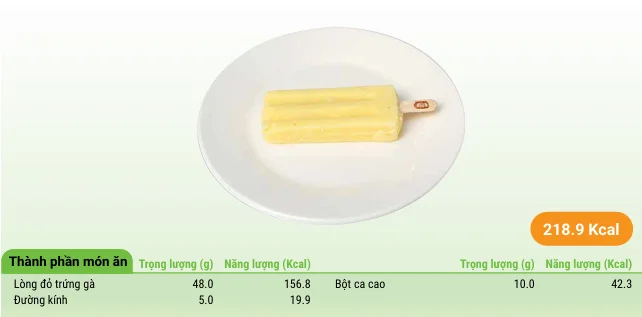 218.9 Kcal
Thành phần món ăn Trọng lượng (g) Năng lượng (Kcal) Trọng lượng (g) Năng lượng (Kcal)
Lòng đỏ trứng gà 48.0 156.8 Bột ca cao 10.0 42.3
Đường kính 5.0 19.9